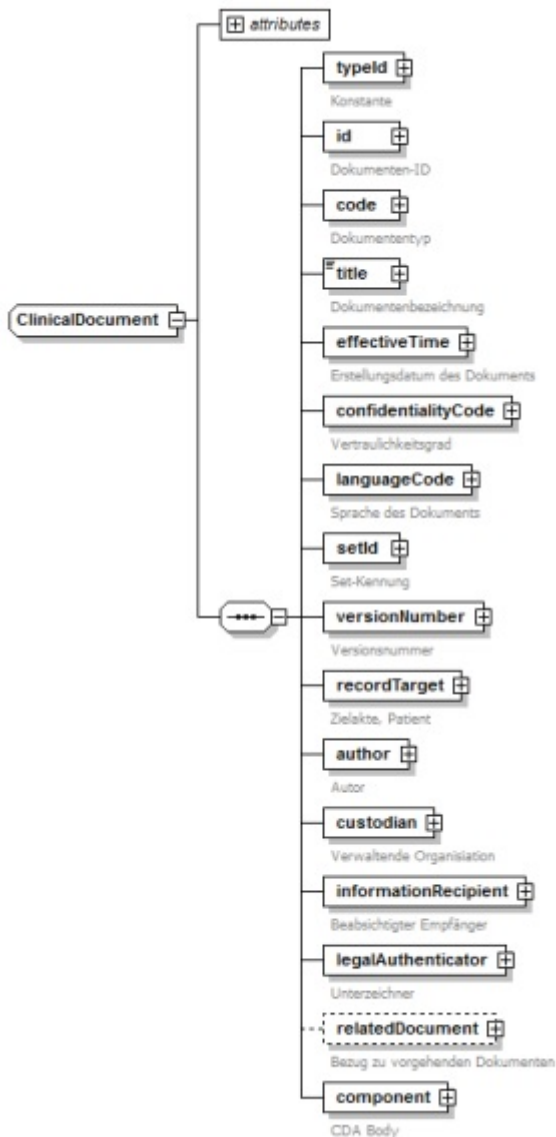 attributes
typeId
Konstante
id
Dokumenten-ID
code
Dokumententyp
title
Dokumentenbezeichnung
ClinicalDocument
effectiveTime
Erstellungsdatum des Dokuments
confidentialityCode
Vertraulichkeitsgrad
languageCode
Sprache des Dokuments
setId
Set-Kennung
versionNumber
Versionsnummer
recordTarget
Zielakte, Patient
author
Autor
custodian
Verwaltende Organisiation
informationRecipient
Beabsichtigter Empfänger
legalAuthenticator
Unterzeichner
relatedDocument
Bezug zu vorgehenden Dokumenten
component
CDA Body